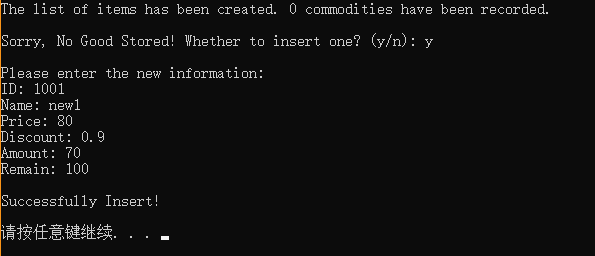 The list of items has been created. 0 commodities have been recorded.
Sorry, No Good Stored! Whether to insert one? (y/n): y
Please enter the new information:
ID: 1001
Name: new1
Price: 80
Discount: 0.9
Amount: 70
Remain: 100
Successfully Insert!
请按任意键继续. . .